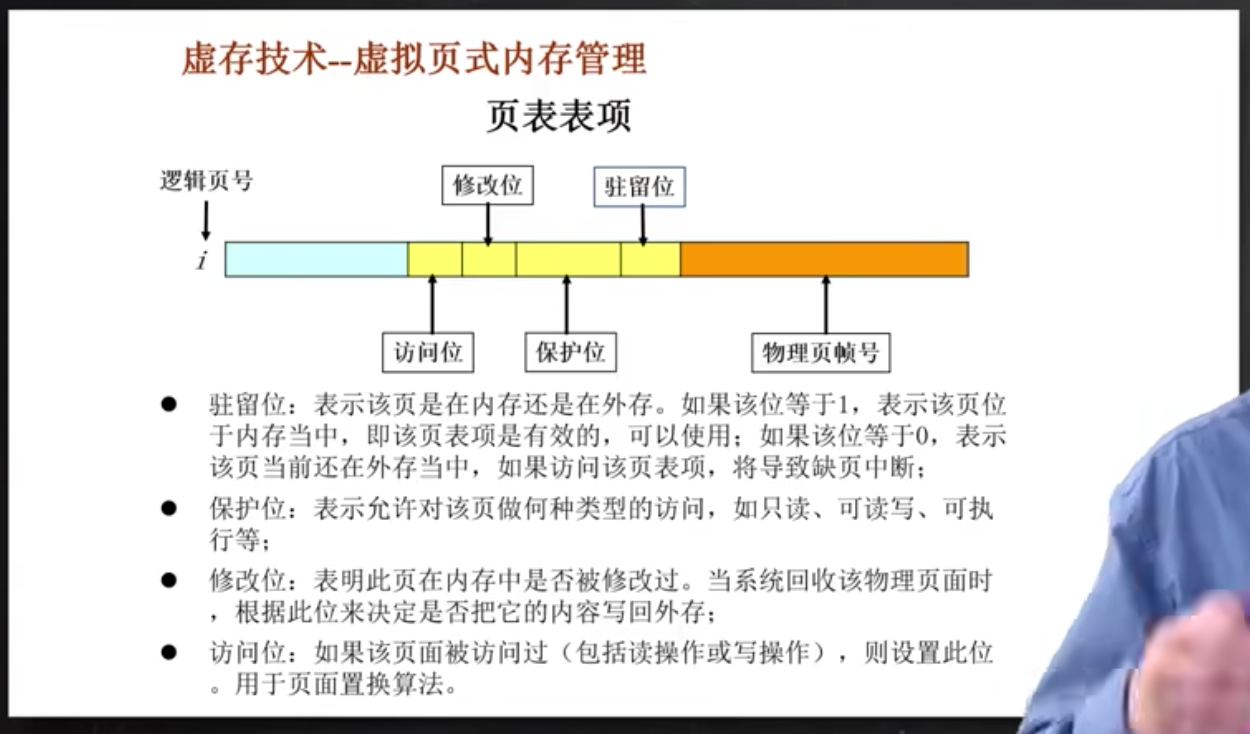 虚存技术--虚拟页式内存管理
页表表项
逻辑页号
修改位
驻留位
i
访问位
保护位
物理页帧号
● 驻留位：表示该页是在内存还是在外存。如果该位等于1，表示该页位
于内存当中，即该页表项是有效的，可以使用；如果该位等于0，表示
该页当前还在外存当中，如果访问该页表项，将导致缺页中断；
● 保护位：表示允许对该页做何种类型的访问，如只读、可读写、可执
行等；
● 修改位：表明此页在内存中是否被修改过。当系统回收该物理页面时
，根据此位来决定是否把它的内容写回外存；
● 访问位：如果该页面被访问过（包括读操作或写操作），则设置此位
。用于页面置换算法。